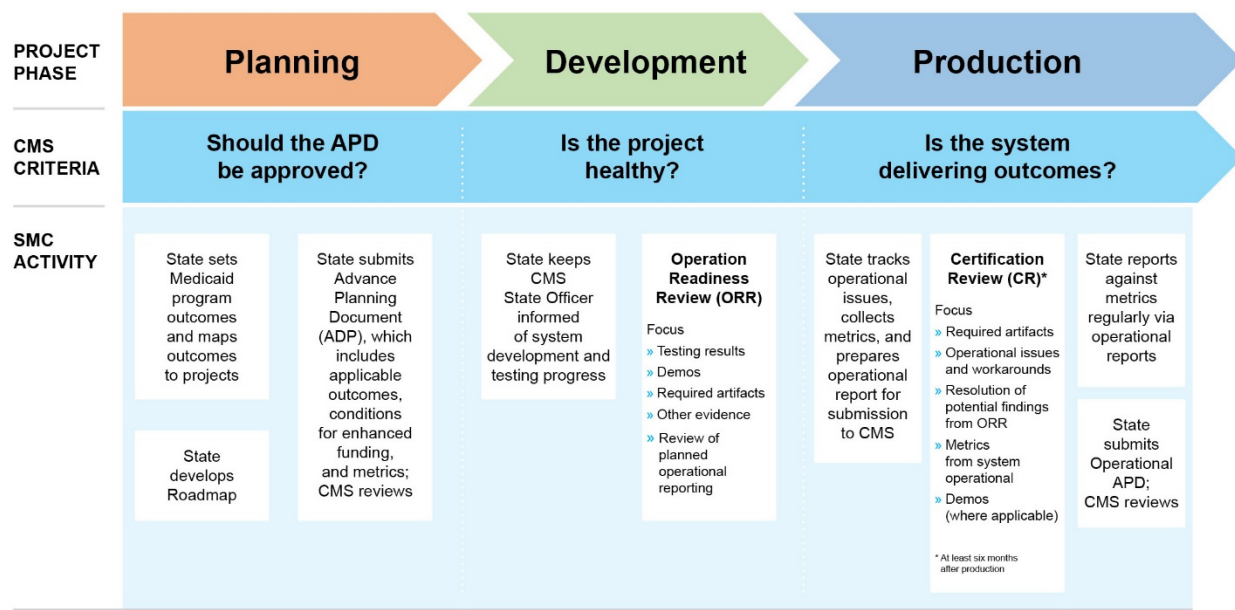 PROJECT
PHASE
Planning
Development
Production
CMS
CRITERIA
Should the APD
be approved?
Is the project
healthy?
Is the system
delivering outcomes?
SMC
ACTIVITY
State sets
Medicaid
program
outcomes
and maps
outcomes
to projects
State
develops
Roadmap
State submits
Advance
Planning
Document
(ADP), which
includes
applicable
outcomes,
conditions
for enhanced
funding,
and metrics;
CMS reviews
State keeps
CMS
State Officer
informed
of system
development and
testing progress
Operation
Readiness
Review (ORR)
Focus
» Testing results
» Demos
» Required artifacts
» Other evidence
» Review of
planned
operational
reporting
State tracks
operational
issues,
collects
metrics, and
prepares
operational
report for
submission
to CMS
Certification
Review (CR)*
Focus
» Required artifacts
» Operational issues
and workarounds
» Resolution of
potential findings
from ORR
» Metrics
from system
operational
» Demos
(where applicable)
* At least six months
after production
State reports
against
metrics
regularly via
operational
reports
State
submits
Operational
APD;
CMS reviews